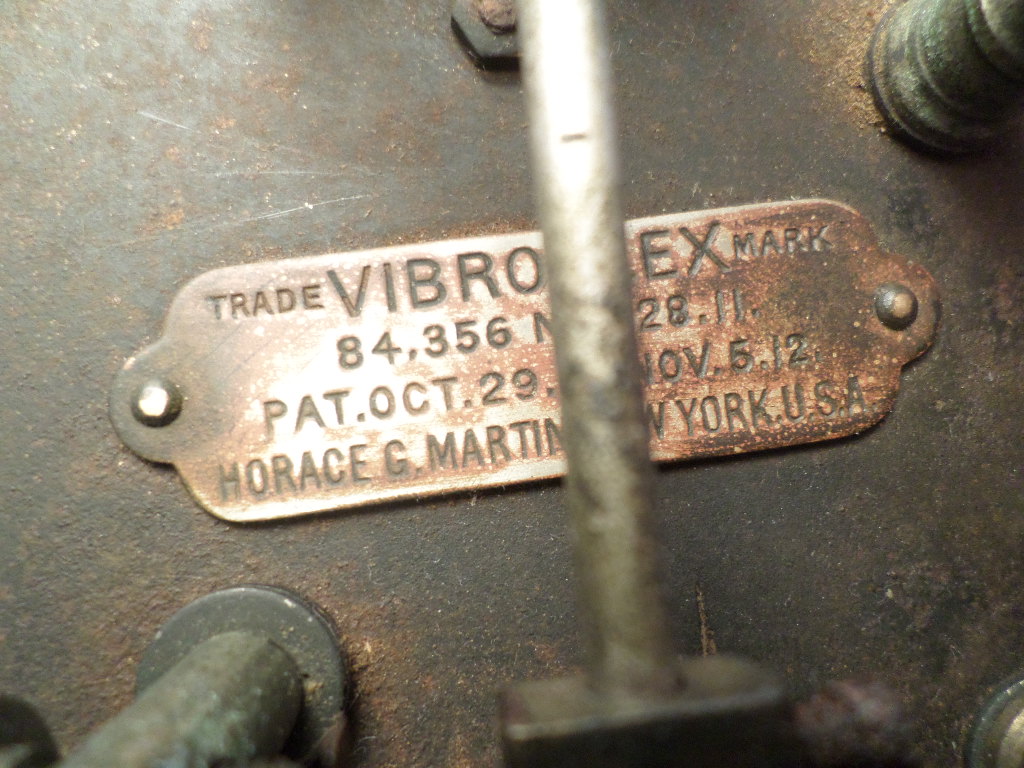 TRADE VIBRO EX MARK
84,356 N 28.11.
PAT.OCT.29. NOV.5.12.
HORACE G. MARTIN W YORK.U.S.A.